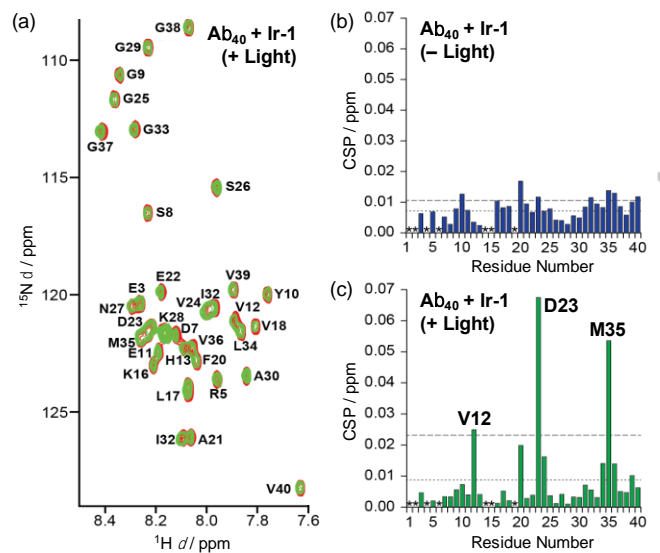 (a)
Ab40 + Ir-1
(+ Light)
G38
G29
G9
G25
G33
G37
S26
S8
E22
V39
E3
I32
Y10
V24
V12
N27
K28
D7
V18
D23
V36
L34
M35
E11
H13
F20
K16
A30
R5
L17
I32
A21
V40
110
115
120
125
15N d / ppm
8.4 8.2 8.0 7.8 7.6
1H d / ppm
(b)
Ab40 + Ir-1
(– Light)
0.07
0.06
0.05
0.04
0.03
0.02
0.01
0.00
CSP / ppm
** * * ** *
1 5 10 15 20 25 30 35 40
Residue Number
(c)
Ab40 + Ir-1
(+ Light)
D23
M35
V12
0.07
0.06
0.05
0.04
0.03
0.02
0.01
0.00
CSP / ppm
** * * ** *
1 5 10 15 20 25 30 35 40
Residue Number